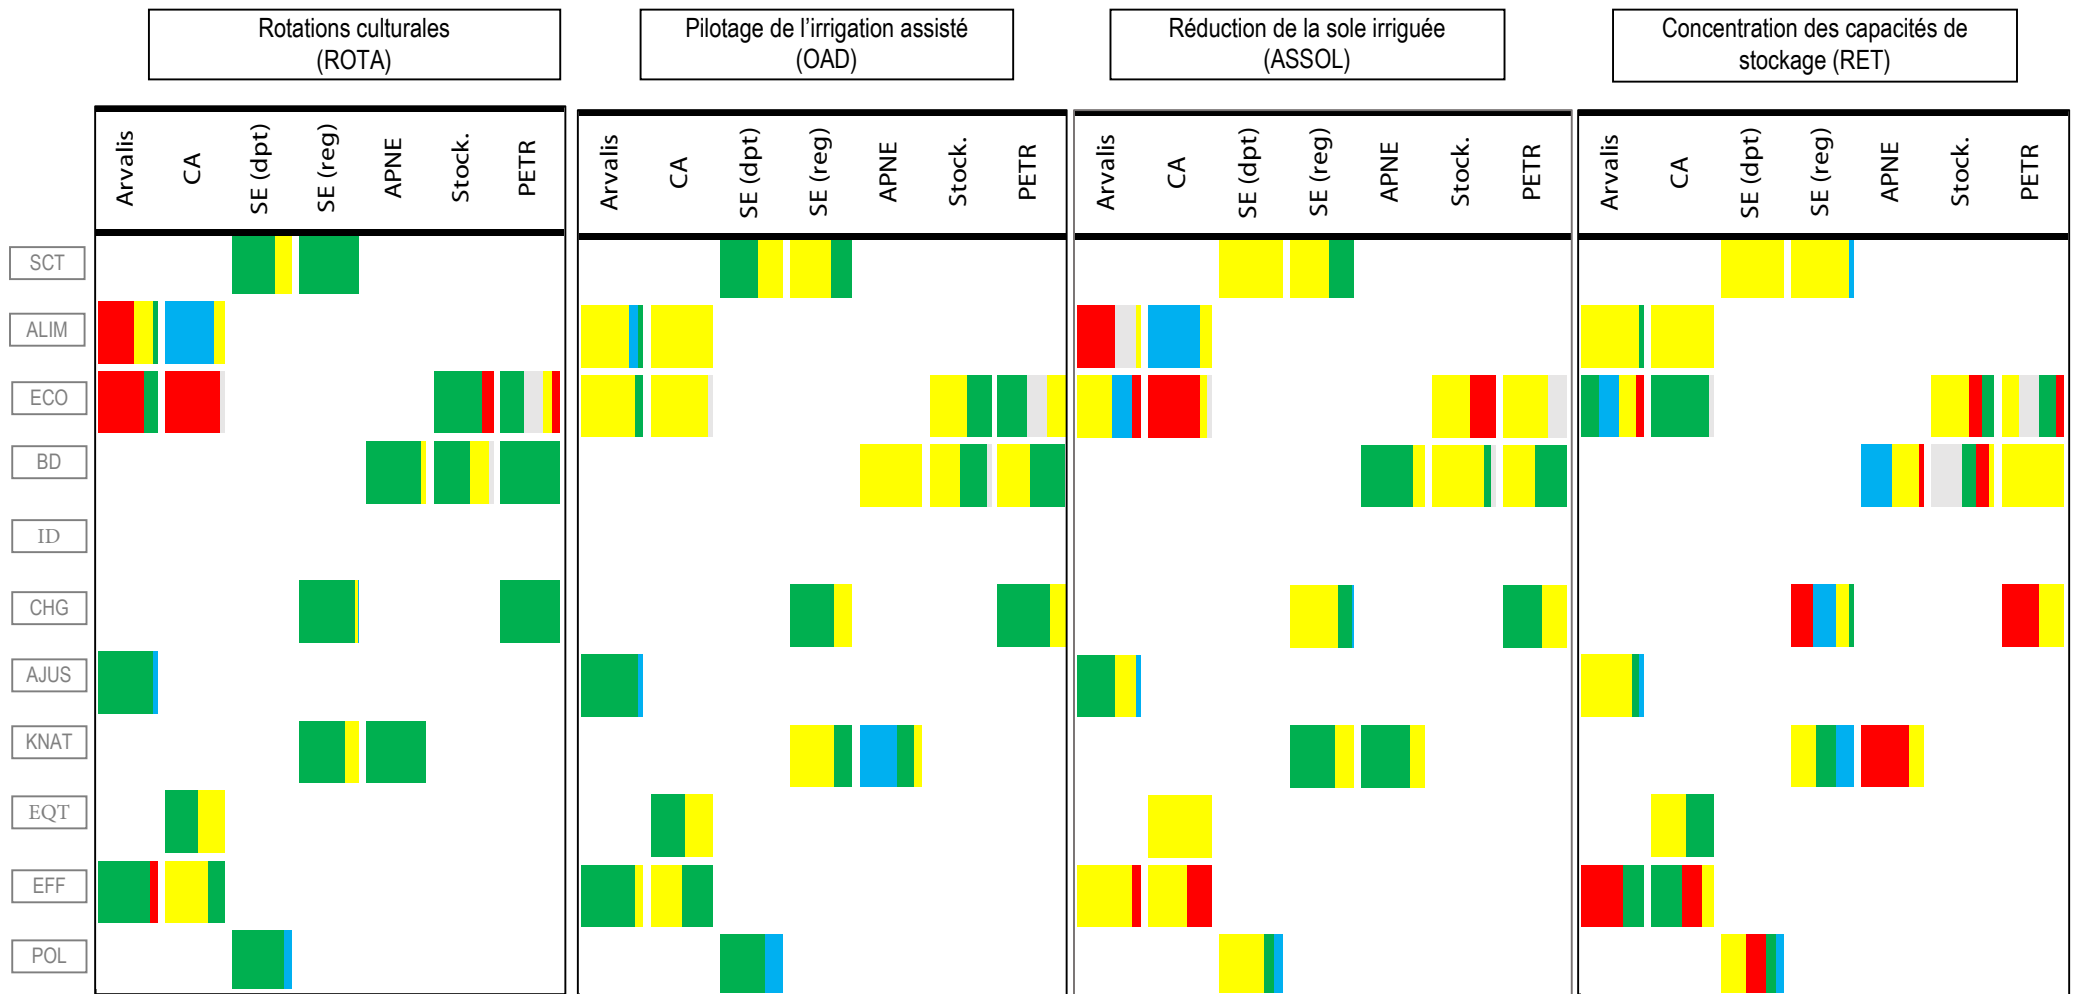 Rotations culturales
(ROTA)
Pilotage de l'irrigation assisté
(OAD)
Réduction de la sole irriguée
(ASSOL)
Concentration des capacités de
stockage (RET)
Arvalis
CA
SE (dpt)
SE (reg)
APNE
Stock.
PETR
Arvalis
CA
SE (dpt)
SE (reg)
APNE
Stock.
PETR
Arvalis
CA
SE (dpt)
SE (reg)
APNE
Stock.
PETR
Arvalis
CA
SE (dpt)
SE (reg)
APNE
Stock.
PETR
SCT
ALIM
ECO
BD
ID
CHG
AJUS
KNAT
EQT
EFF
POL